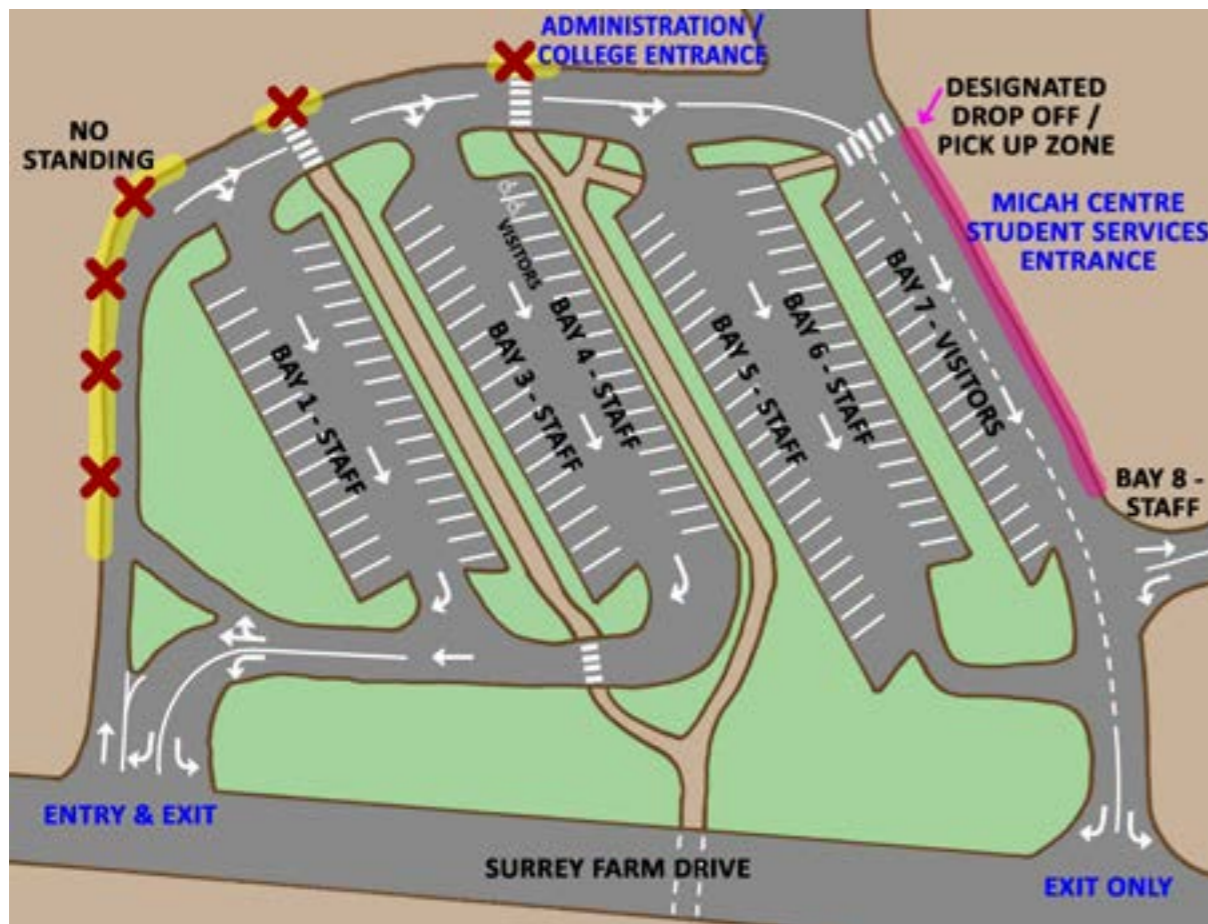 ADMINISTRATION /
COLLEGE ENTRANCE
DESIGNATED
DROP OFF /
PICK UP ZONE
NO
STANDING
MICAH CENTRE
STUDENT SERVICES
ENTRANCE
VISITORS
BAY 1 - STAFF
BAY 3 - STAFF
BAY 4 - STAFF
BAY 5 - STAFF
BAY 6 - STAFF
BAY 7 - VISITORS
BAY 8 -
STAFF
ENTRY & EXIT
SURREY FARM DRIVE
EXIT ONLY